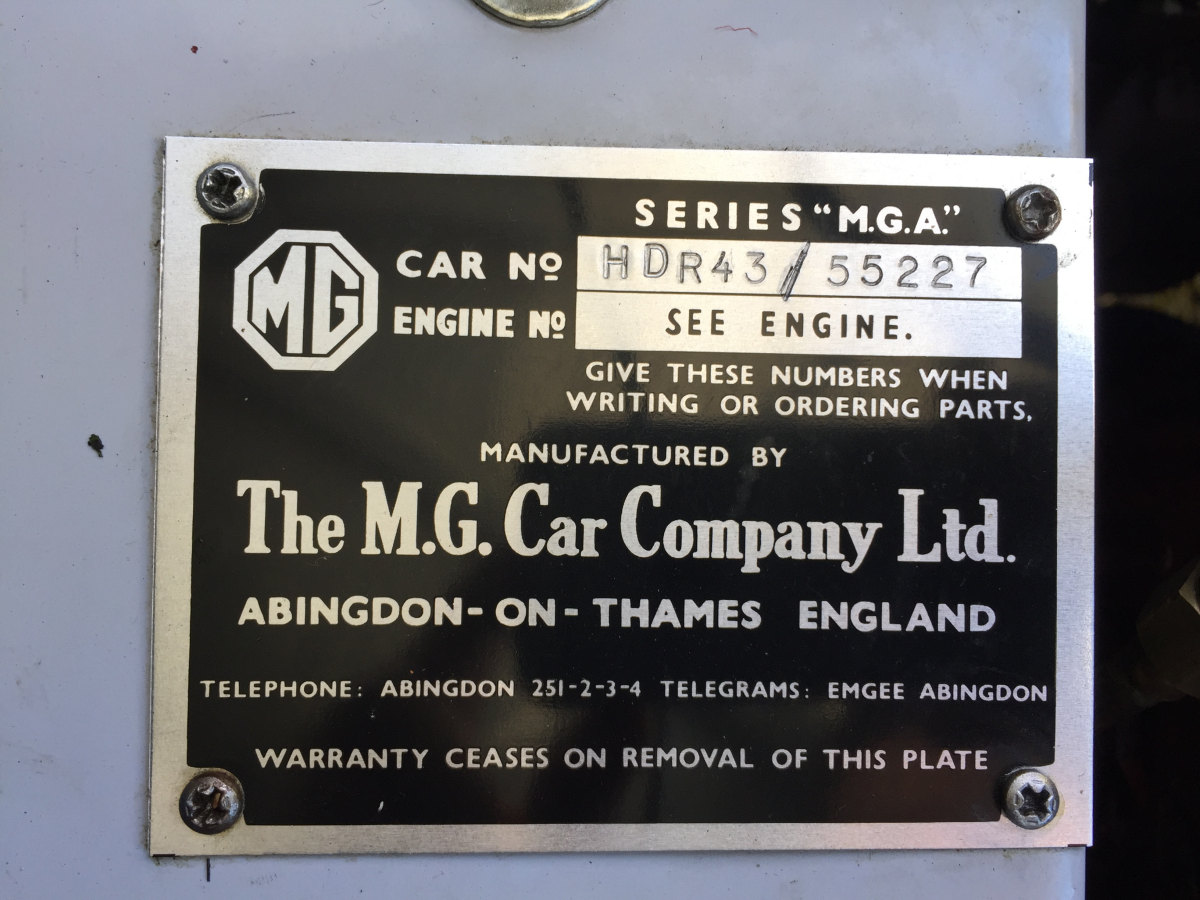 SERIES "M.G.A."
MG
CAR Nº HDR43/55227
ENGINE Nº SEE ENGINE.
GIVE THESE NUMBERS WHEN
WRITING OR ORDERING PARTS.
MANUFACTURED BY
The M.G. Car Company Ltd.
ABINGDON-ON-THAMES ENGLAND
TELEPHONE: ABINGDON 251-2-3-4 TELEGRAMS: EMGEE ABINGDON
WARRANTY CEASES ON REMOVAL OF THIS PLATE